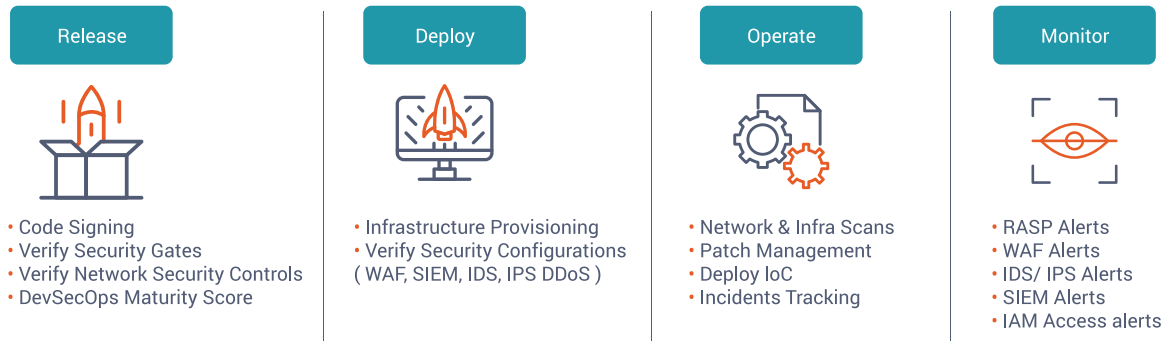 Release
• Code Signing
• Verify Security Gates
• Verify Network Security Controls
• DevSecOps Maturity Score
Deploy
• Infrastructure Provisioning
• Verify Security Configurations
( WAF, SIEM, IDS, IPS DDoS )
Operate
• Network & Infra Scans
• Patch Management
• Deploy loC
• Incidents Tracking
Monitor
• RASP Alerts
• WAF Alerts
• IDS/ IPS Alerts
• SIEM Alerts
• IAM Access alerts